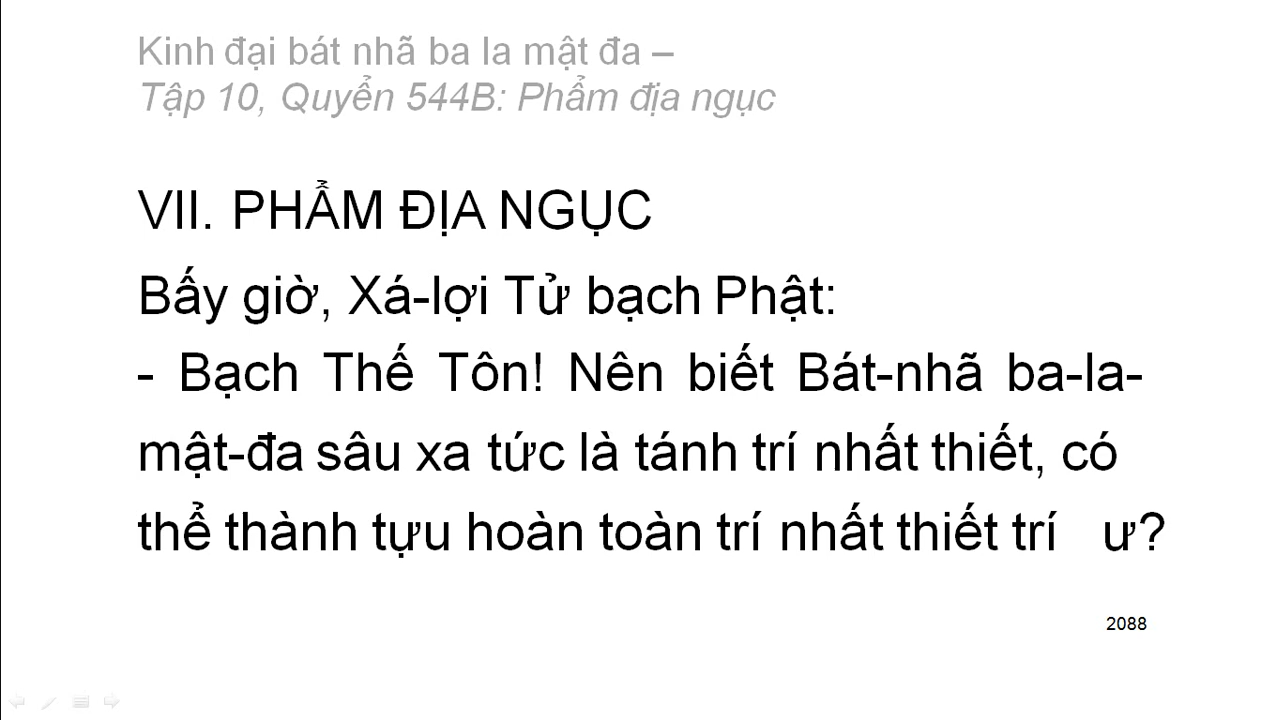 Kinh đại bát nhã ba la mật đa –
Tập 10, Quyển 544B: Phẩm địa ngục
VII. PHẨM ĐỊA NGỤC
Bấy giờ, Xá-lợi Tử bạch Phật:
- Bạch Thế Tôn! Nên biết Bát-nhã ba-la-
mật-đa sâu xa tức là tánh trí nhất thiết, có
thể thành tựu hoàn toàn trí nhất thiết trí ư?
2088